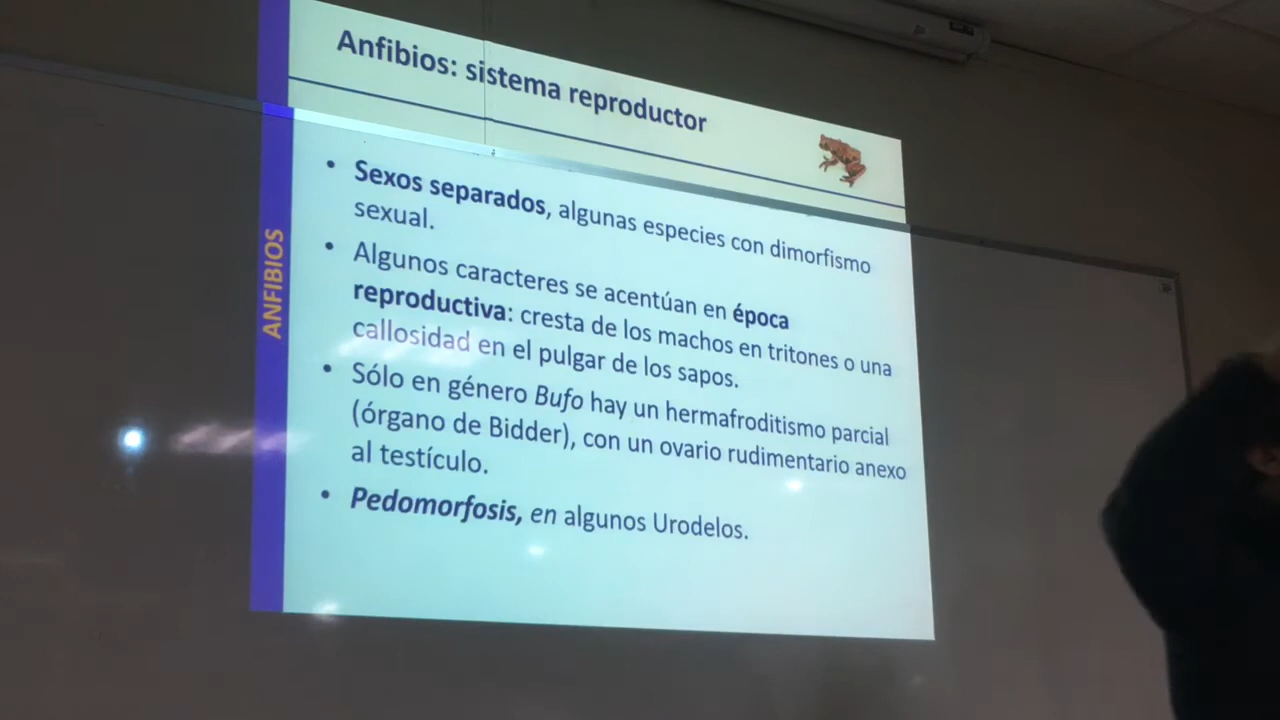 Anfibios: sistema reproductor
ANFIBIOS
• Sexos separados, algunas especies con dimorfismo
sexual.
• Algunos caracteres se acentúan en época
reproductiva: cresta de los machos en tritones o una
callosidad en el pulgar de los sapos.
• Sólo en género Bufo hay un hermafroditismo parcial
(órgano de Bidder), con un ovario rudimentario anexo
al testículo.
• Pedomorfosis, en algunos Urodelos.